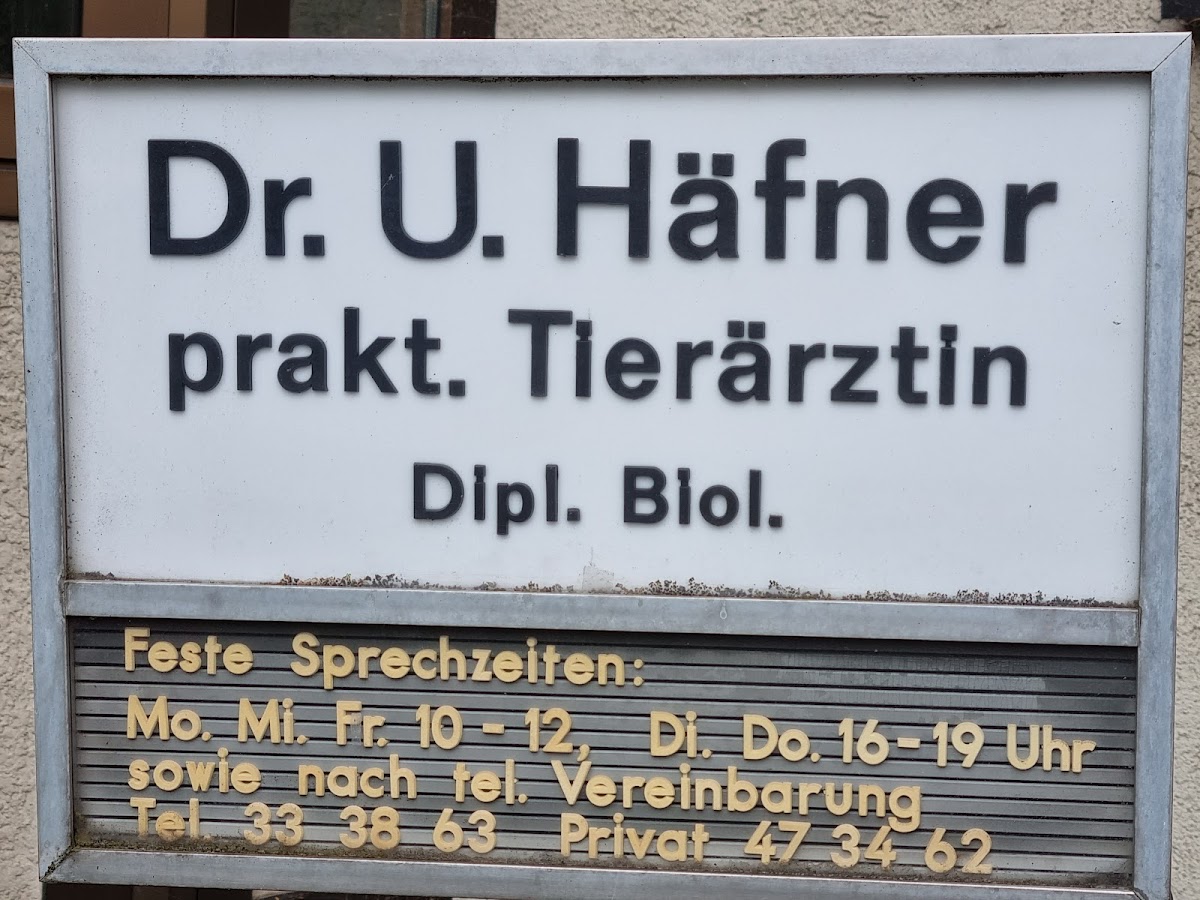 Dr. U. Häfner
prakt. Tierärztin
Dipl. Biol.
Feste Sprechzeiten:
Mo. Mi. Fr. 10 - 12, Di. Do. 16 - 19 Uhr
sowie nach tel. Vereinbarung
Tel. 33 38 63 Privat 47 34 62